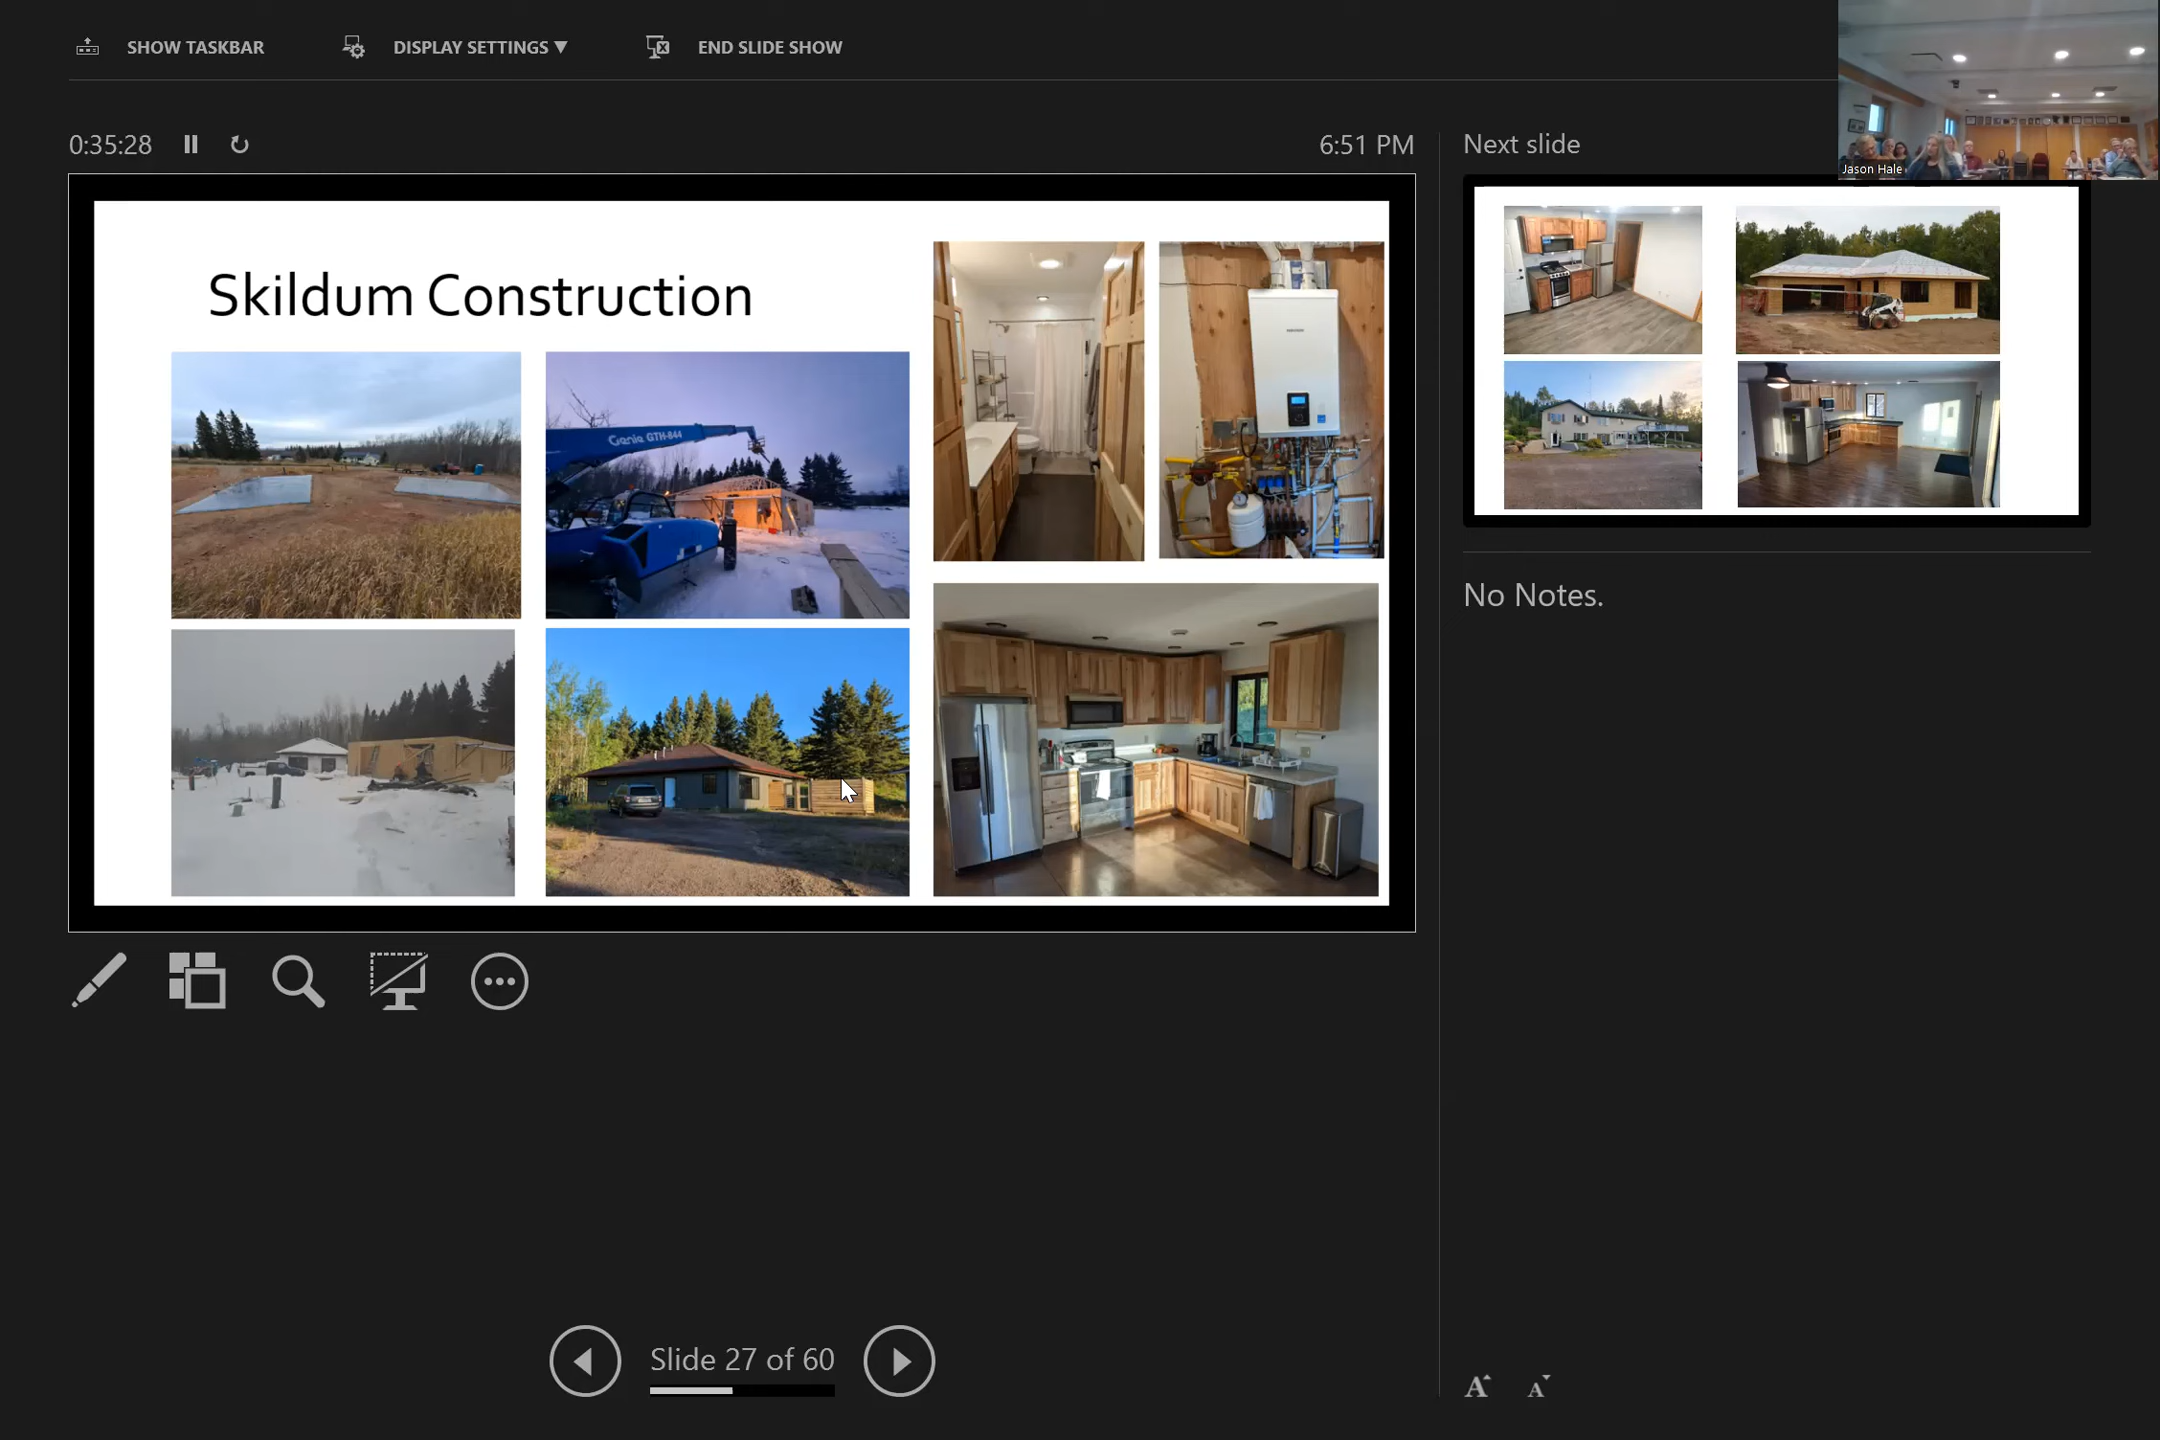 SHOW TASKBAR
DISPLAY SETTINGS ▼
END SLIDE SHOW
Jason Hale
0:35:28
6:51 PM
Next slide
Skildum Construction
Genie GTH-844
No Notes.
Slide 27 of 60
A A